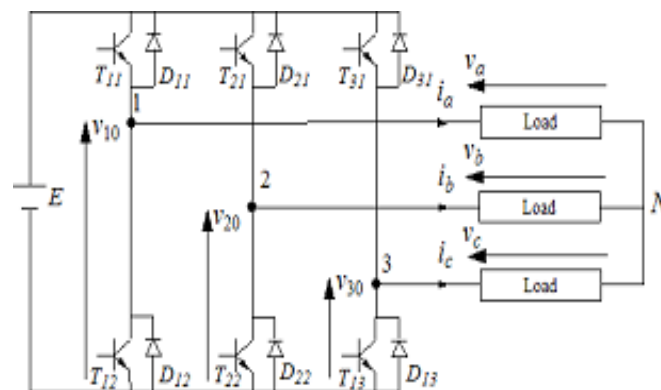 T11 D11 T21 D21 T31 D31
va
1
ia
Load
v10
vb
2
ib
N
E
Load
v20
vc
3
ic
v30
Load
T12 D12 T22 D22 T13 D13